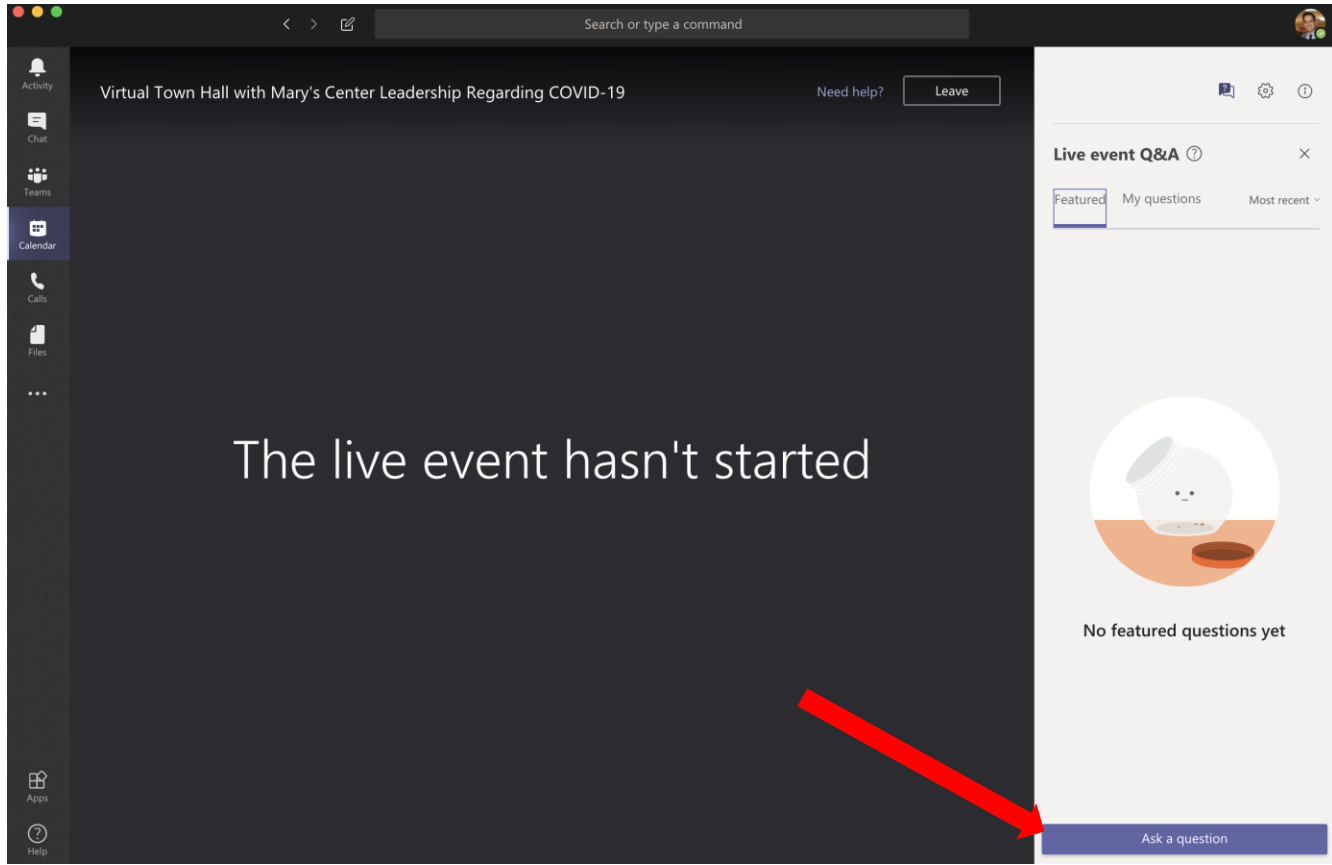 Search or type a command
Activity
Chat
Teams
Calendar
Calls
Files
Apps
Help
Virtual Town Hall with Mary's Center Leadership Regarding COVID-19
Need help?
Leave
Live event Q&A
Featured
My questions
Most recent
The live event hasn't started
No featured questions yet
Ask a question